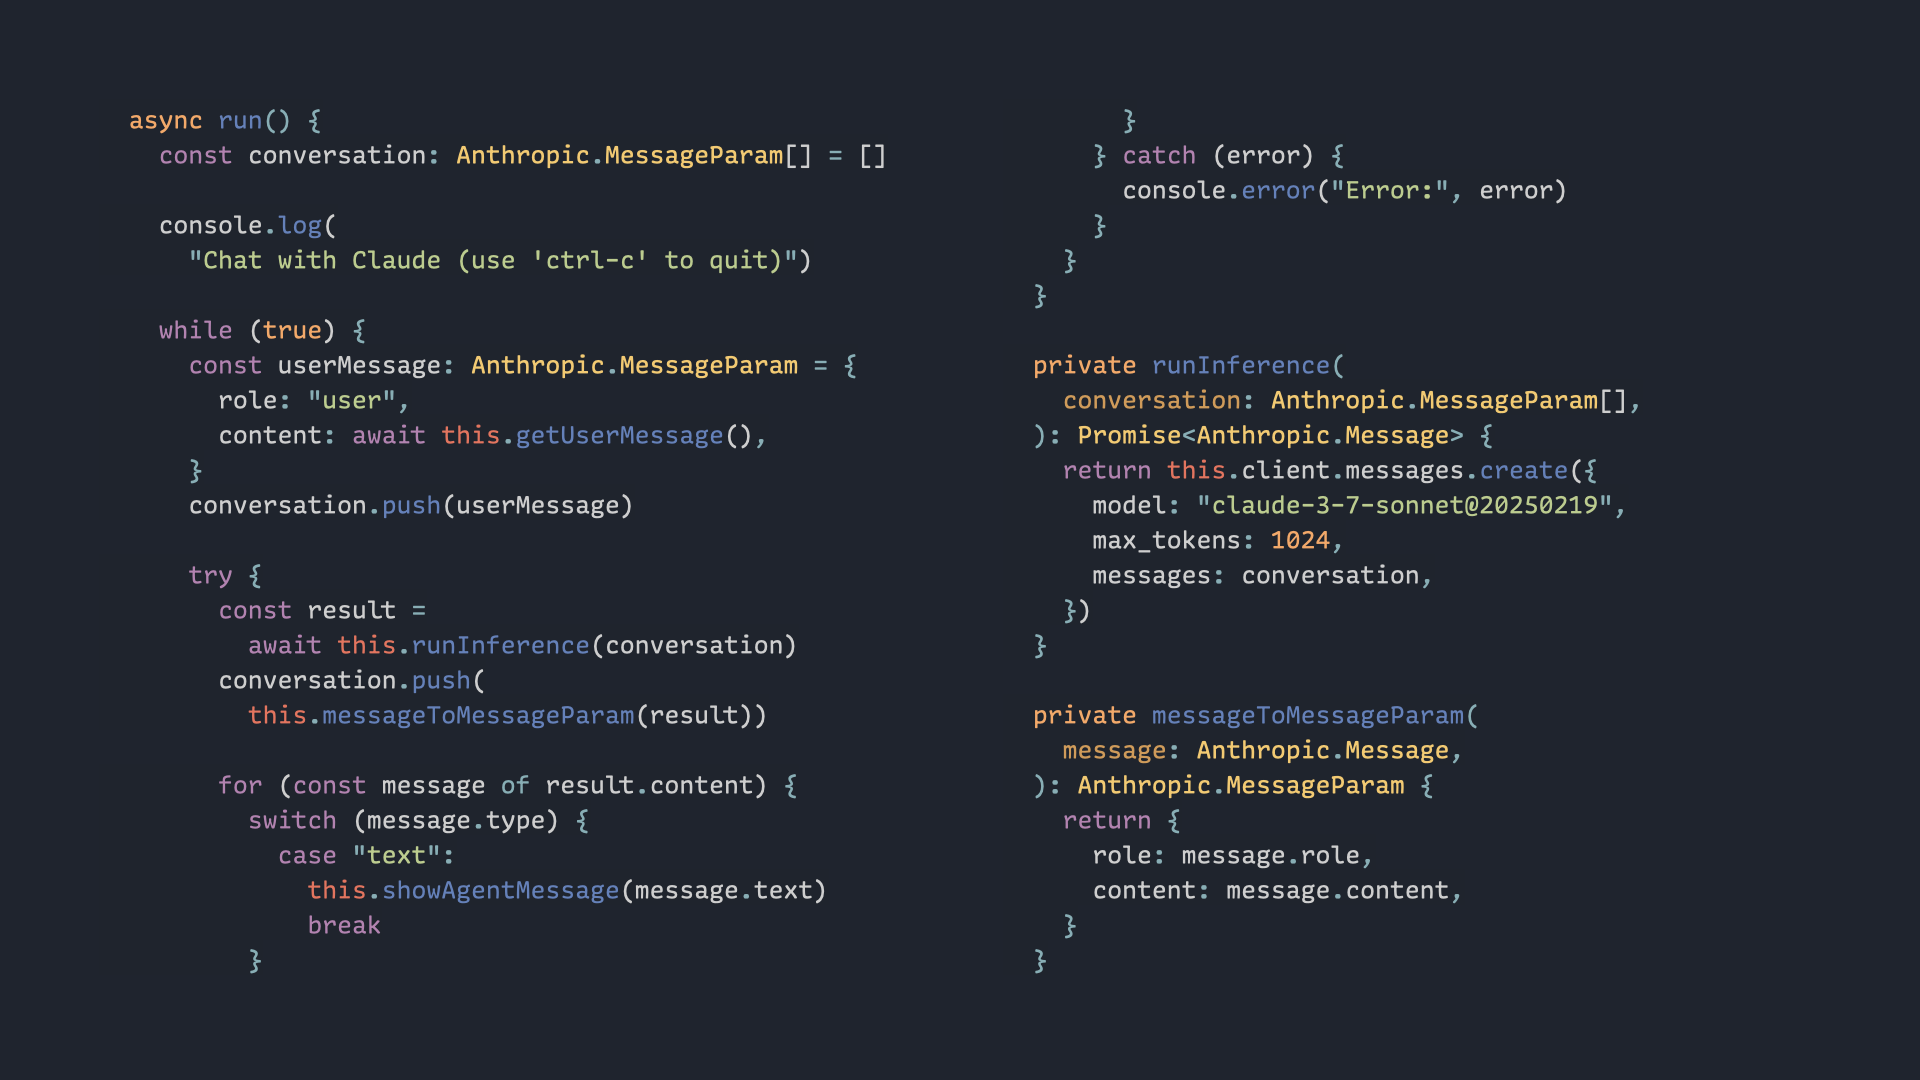 async run() {
  const conversation: Anthropic.MessageParam[] = []

  console.log(
    "Chat with Claude (use 'ctrl-c' to quit)")

  while (true) {
    const userMessage: Anthropic.MessageParam = {
      role: "user",
      content: await this.getUserMessage(),
    }
    conversation.push(userMessage)

    try {
      const result =
        await this.runInference(conversation)
      conversation.push(
        this.messageToMessageParam(result))

      for (const message of result.content) {
        switch (message.type) {
          case "text":
            this.showAgentMessage(message.text)
            break
        }
      }
    } catch (error) {
      console.error("Error:", error)
    }
  }
}

private runInference(
  conversation: Anthropic.MessageParam[],
): Promise<Anthropic.Message> {
  return this.client.messages.create({
    model: "claude-3-7-sonnet@20250219",
    max_tokens: 1024,
    messages: conversation,
  })
}

private messageToMessageParam(
  message: Anthropic.Message,
): Anthropic.MessageParam {
  return {
    role: message.role,
    content: message.content,
  }
}